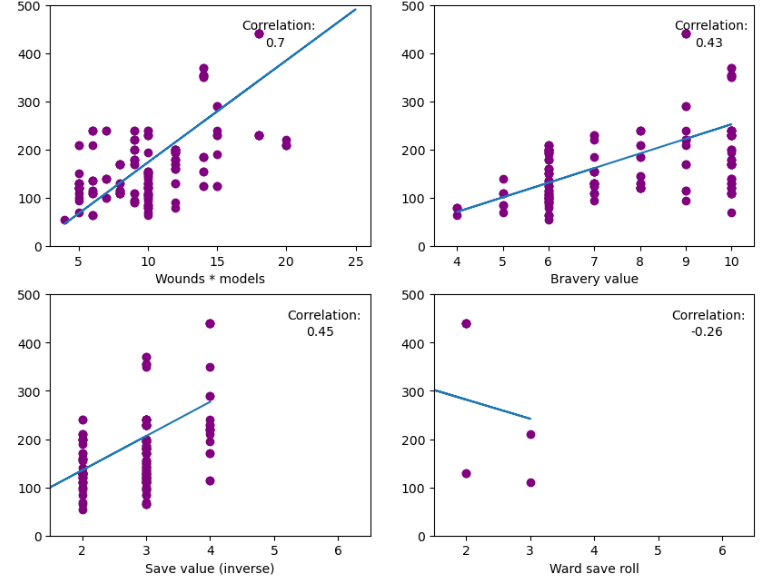 500
400
300
200
100
0
Correlation:
0.7
5 10 15 20 25
Wounds * models
500
400
300
200
100
0
Correlation:
0.43
4 5 6 7 8 9 10
Bravery value
500
400
300
200
100
0
Correlation:
0.45
2 3 4 5 6
Save value (inverse)
500
400
300
200
100
0
Correlation:
-0.26
2 3 4 5 6
Ward save roll